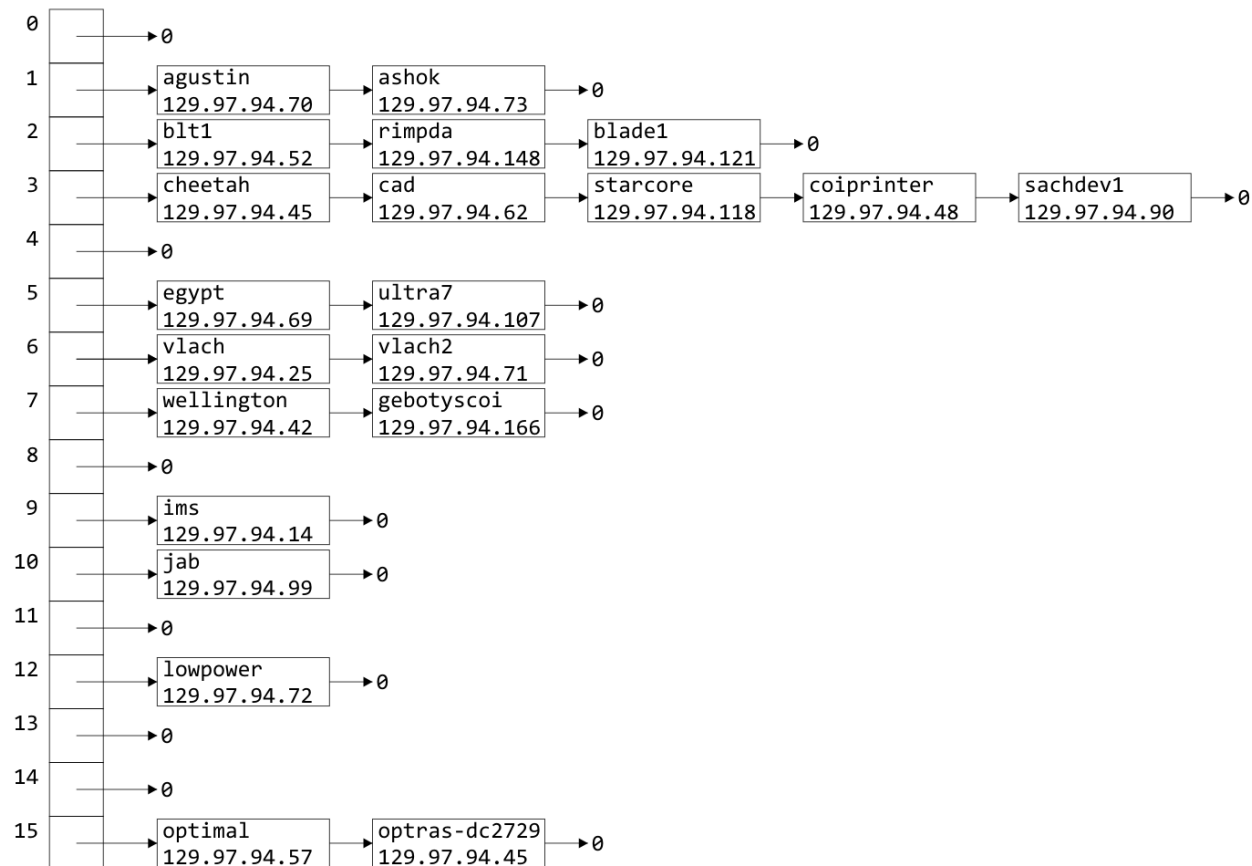 0
0
1
agustin
129.97.94.70
ashok
129.97.94.73
0
2
blt1
129.97.94.52
rimpda
129.97.94.148
blade1
129.97.94.121
0
3
cheetah
129.97.94.45
cad
129.97.94.62
starcore
129.97.94.118
coiprinter
129.97.94.48
sachdev1
129.97.94.90
0
4
0
5
egypt
129.97.94.69
ultra7
129.97.94.107
0
6
vlach
129.97.94.25
vlach2
129.97.94.71
0
7
wellington
129.97.94.42
gebotyscoi
129.97.94.166
0
8
0
9
ims
129.97.94.14
0
10
jab
129.97.94.99
0
11
0
12
lowpower
129.97.94.72
0
13
0
14
0
15
optimal
129.97.94.57
optras-dc2729
129.97.94.45
0